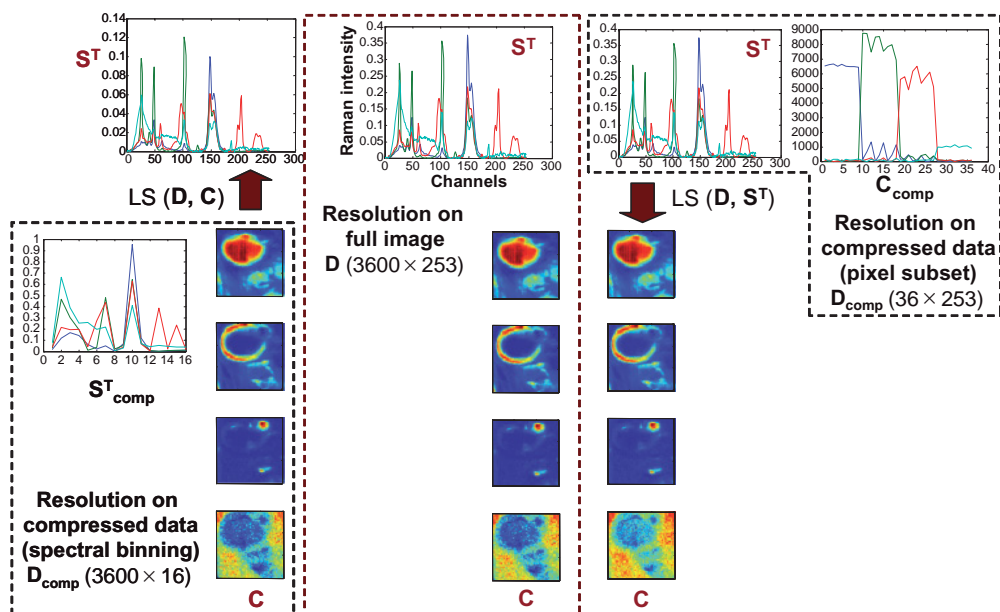 S^T
0.14
0.12
0.1
0.08
0.06
0.04
0.02
0
0 50 100 150 200 250 300
LS (D, C)
1
0.9
0.8
0.7
0.6
0.5
0.4
0.3
0.2
0.1
0
0 2 4 6 8 10 12 14 16
S^T_comp
Resolution on
compressed data
(spectral binning)
D_comp (3600 × 16)
C
Raman intensity
0.4
0.35
0.3
0.25
0.2
0.15
0.1
0.05
0
S^T
0 50 100 150 200 250 300
Channels
Resolution on
full image
D (3600 × 253)
C
0.4
0.35
0.3
0.25
0.2
0.15
0.1
0.05
0
S^T
0 50 100 150 200 250 300
LS (D, S^T)
C
9000
8000
7000
6000
5000
4000
3000
2000
1000
0
0 5 10 15 20 25 30 35 40
C_comp
Resolution on
compressed data
(pixel subset)
D_comp (36 × 253)